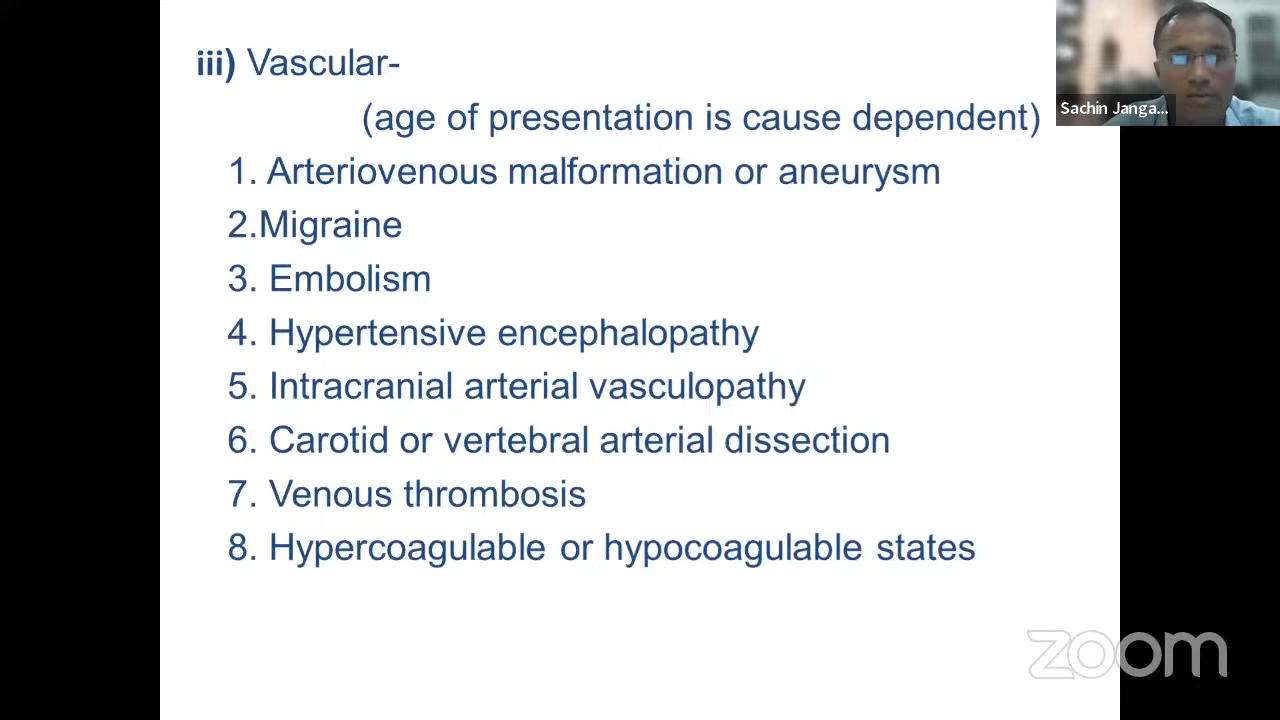 iii) Vascular-
(age of presentation is cause dependent)
1. Arteriovenous malformation or aneurysm
2.Migraine
3. Embolism
4. Hypertensive encephalopathy
5. Intracranial arterial vasculopathy
6. Carotid or vertebral arterial dissection
7. Venous thrombosis
8. Hypercoagulable or hypocoagulable states
Sachin Janga...
zoom